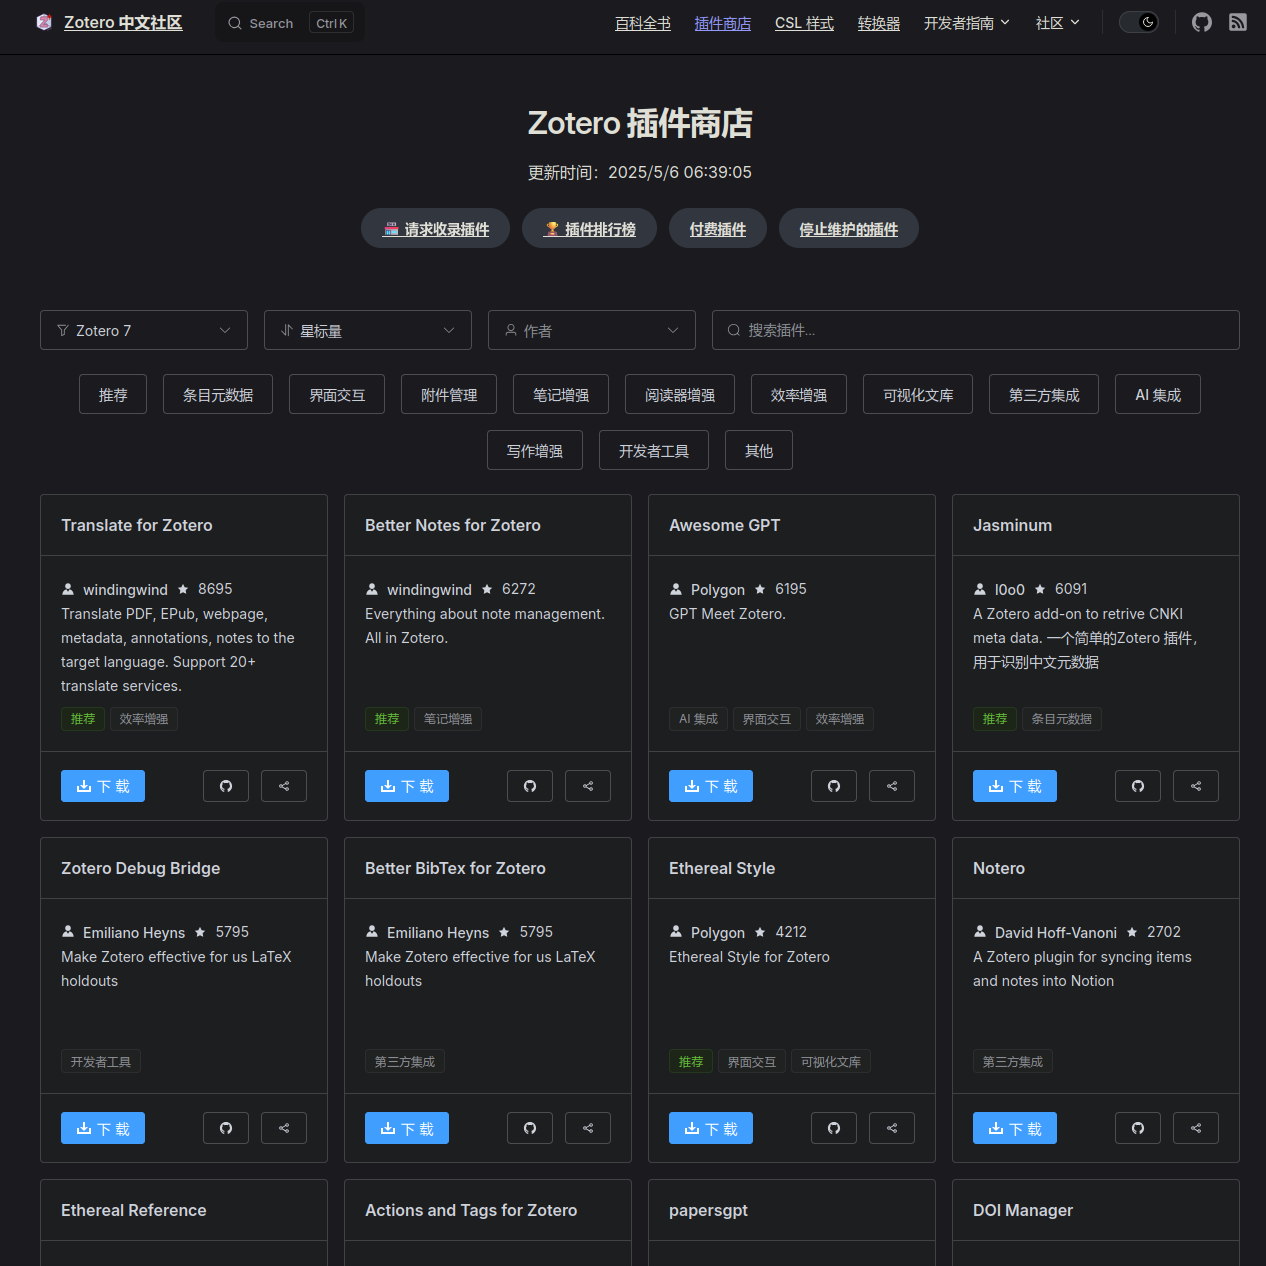 Zotero 中文社区
Search
Ctrl K
百科全书
插件商店
CSL 样式
转换器
开发者指南
社区
Zotero 插件商店
更新时间：2025/5/6 06:39:05
🏪 请求收录插件
🏆 插件排行榜
付费插件
停止维护的插件
Zotero 7
星标量
作者
搜索插件...
推荐
条目元数据
界面交互
附件管理
笔记增强
阅读器增强
效率增强
可视化文库
第三方集成
AI 集成
写作增强
开发者工具
其他
Translate for Zotero
windingwind 8695
Translate PDF, EPub, webpage,
metadata, annotations, notes to the
target language. Support 20+
translate services.
推荐 效率增强
下 载
Better Notes for Zotero
windingwind 6272
Everything about note management.
All in Zotero.
推荐 笔记增强
下 载
Awesome GPT
Polygon 6195
GPT Meet Zotero.
AI 集成 界面交互 效率增强
下 载
Jasminum
l0o0 6091
A Zotero add-on to retrive CNKI
meta data. 一个简单的Zotero 插件，
用于识别中文元数据
推荐 条目元数据
下 载
Zotero Debug Bridge
Emiliano Heyns 5795
Make Zotero effective for us LaTeX
holdouts
开发者工具
下 载
Better BibTex for Zotero
Emiliano Heyns 5795
Make Zotero effective for us LaTeX
holdouts
第三方集成
下 载
Ethereal Style
Polygon 4212
Ethereal Style for Zotero
推荐 界面交互 可视化文库
下 载
Notero
David Hoff-Vanoni 2702
A Zotero plugin for syncing items
and notes into Notion
第三方集成
下 载
Ethereal Reference
Actions and Tags for Zotero
papersgpt
DOI Manager